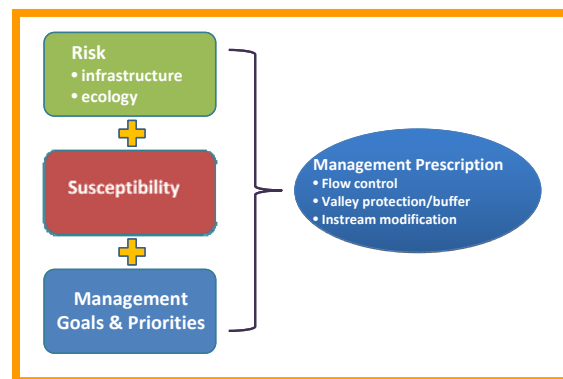 Risk
• infrastructure
• ecology
Susceptibility
Management
Goals & Priorities
Management Prescription
• Flow control
• Valley protection/buffer
• Instream modification